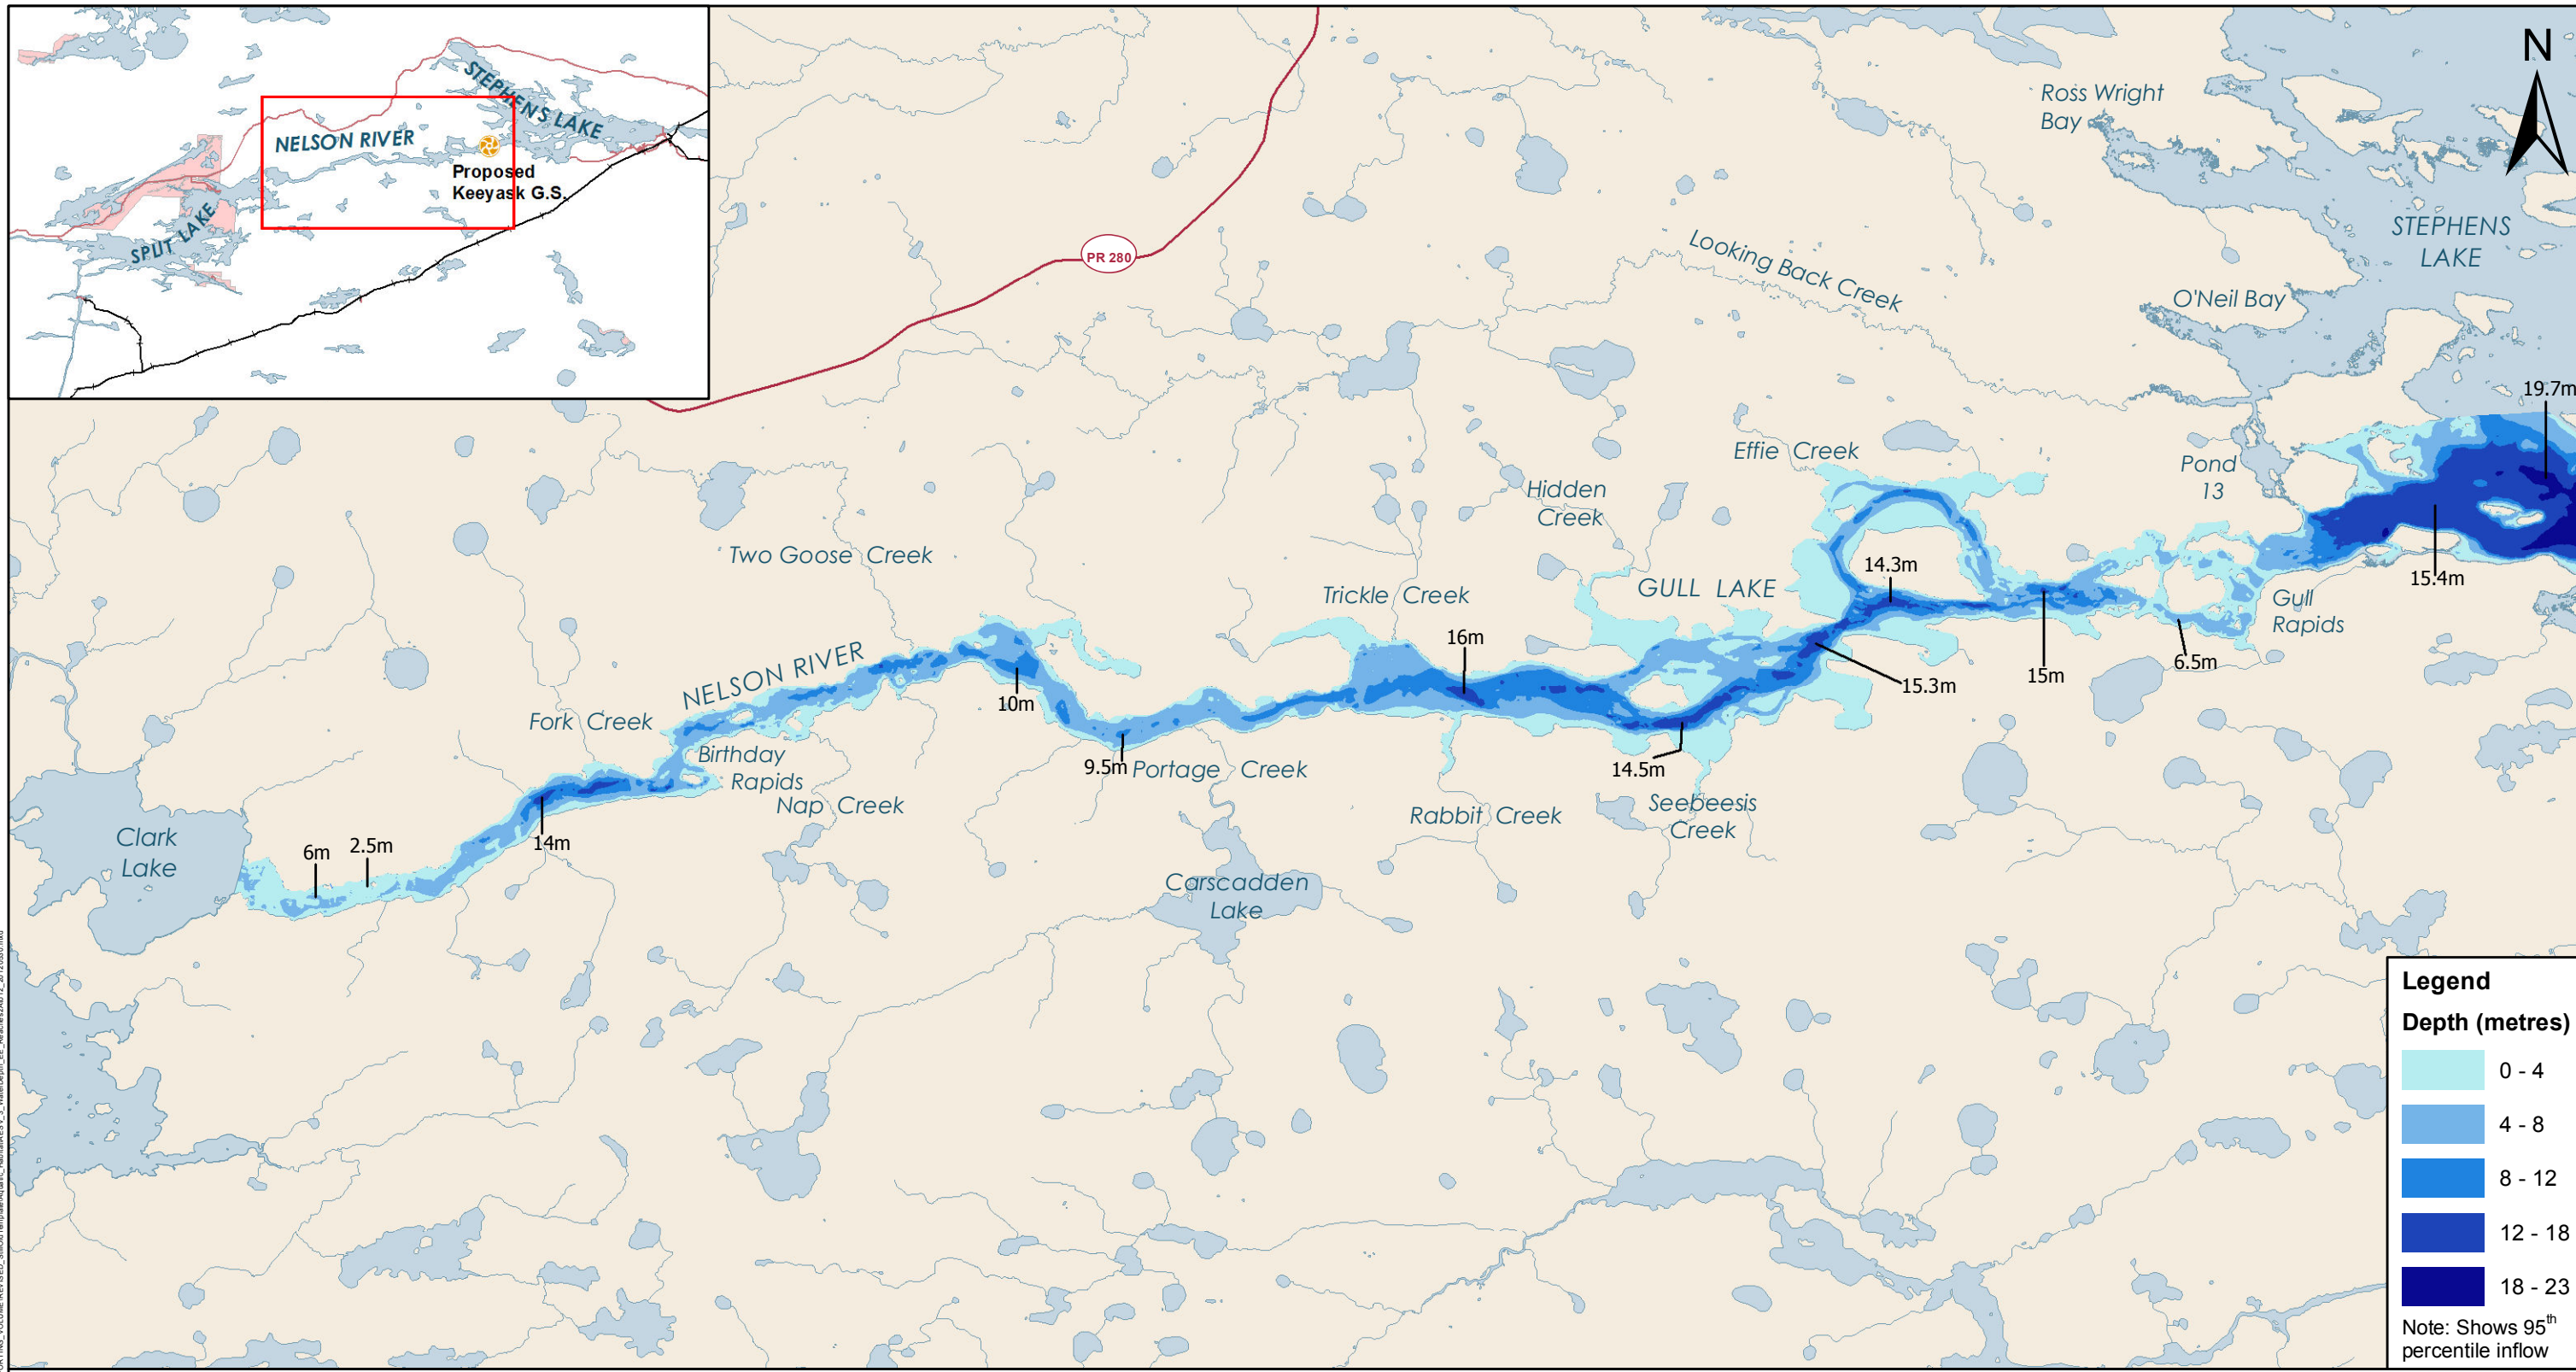 STEPHENS LAKE
NELSON RIVER
Proposed
Keeyask G.S.
SPLIT LAKE
N
PR 280
Ross Wright
Bay
STEPHENS
LAKE
Looking Back Creek
O'Neil Bay
19.7m
Effie Creek
Pond
13
Hidden
Creek
Two Goose Creek
14.3m
15.4m
Trickle Creek
GULL LAKE
Gull
Rapids
16m
NELSON RIVER
6.5m
15m
15.3m
10m
Fork Creek
Birthday
Rapids
9.5m
Portage Creek
14.5m
Nap Creek
Rabbit Creek
Seebeesis
Creek
Clark
Lake
6m
2.5m
14m
Carscadden
Lake
Legend
Depth (metres)
0 - 4
4 - 8
8 - 12
12 - 18
18 - 23
Note: Shows 95th
percentile inflow